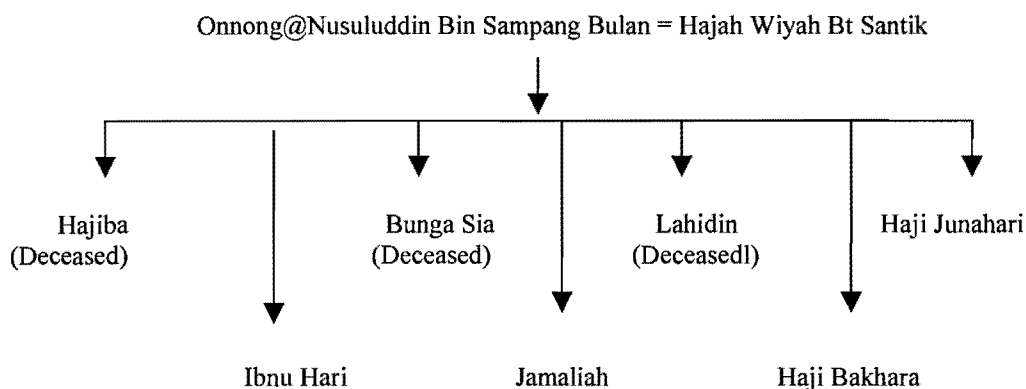 Onnong@Nusuluddin Bin Sampang Bulan = Hajah Wiyah Bt Santik
Hajiba
(Deceased)
Bunga Sia
(Deceased)
Lahidin
(Deceasedl)
Haji Junahari
Ibnu Hari
Jamaliah
Haji Bakhara